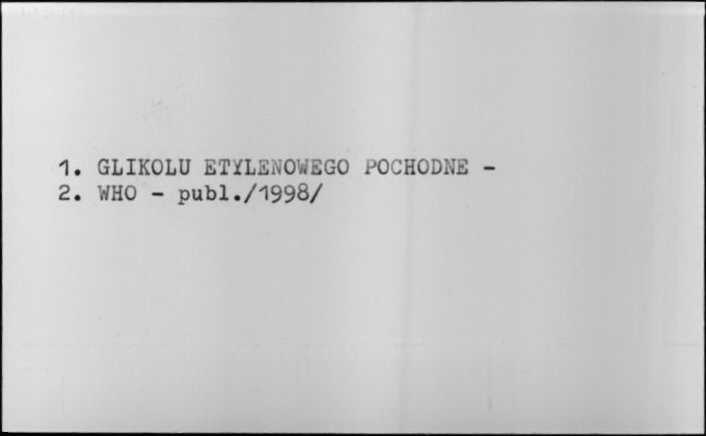 1. GLIKOLU ETYLENOWEGO POCHODNE -
2. WHO - publ./1998/